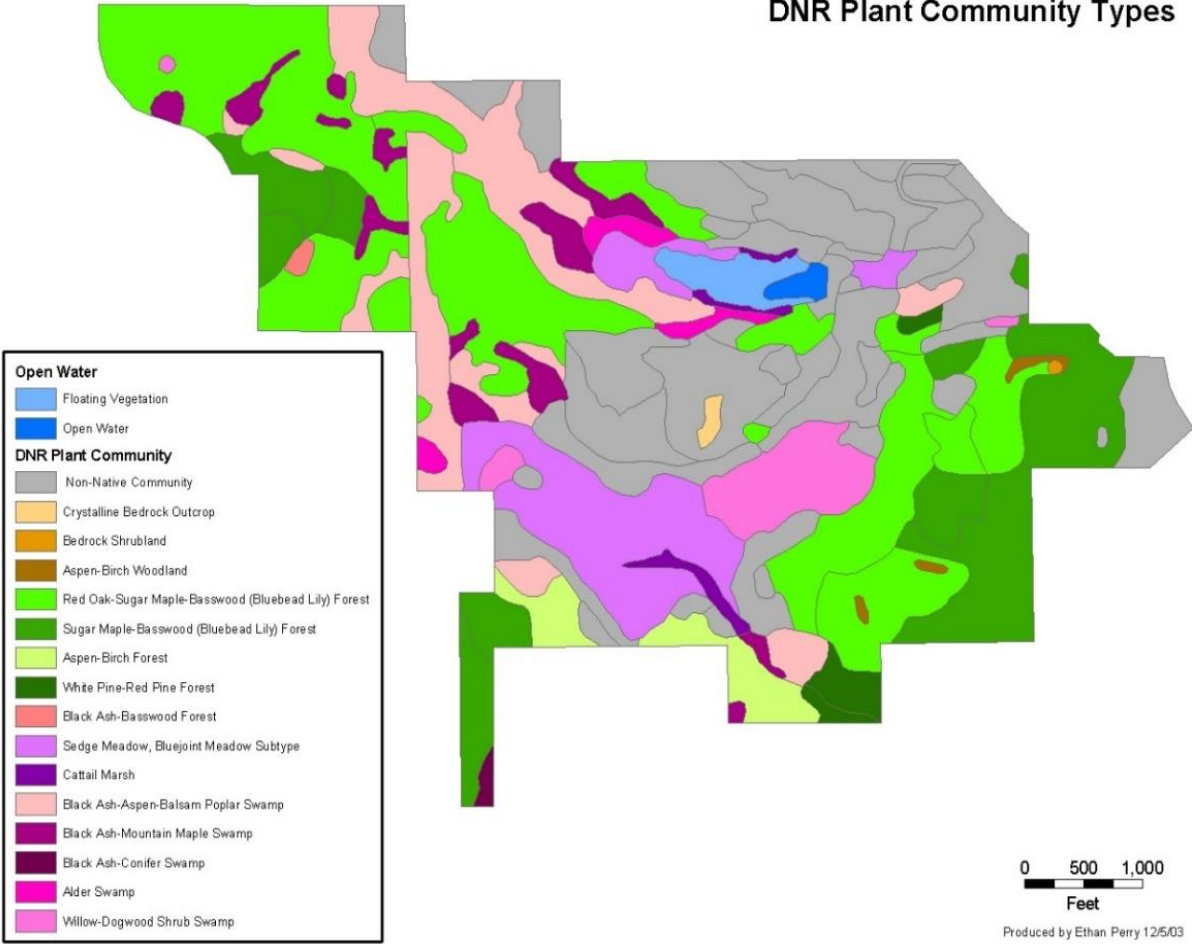 DNR Plant Community Types
Open Water
Floating Vegetation
Open Water
DNR Plant Community
Non-Native Community
Crystalline Bedrock Outcrop
Bedrock Shrubland
Aspen-Birch Woodland
Red Oak-Sugar Maple-Basswood (Bluebead Lily) Forest
Sugar Maple-Basswood (Bluebead Lily) Forest
Aspen-Birch Forest
White Pine-Red Pine Forest
Black Ash-Basswood Forest
Sedge Meadow, Bluejoint Meadow Subtype
Cattail Marsh
Black Ash-Aspen-Balsam Poplar Swamp
Black Ash-Mountain Maple Swamp
Black Ash-Conifer Swamp
Alder Swamp
Willow-Dogwood Shrub Swamp
0 500 1,000
Feet
Produced by Ethan Perry 12/5/03